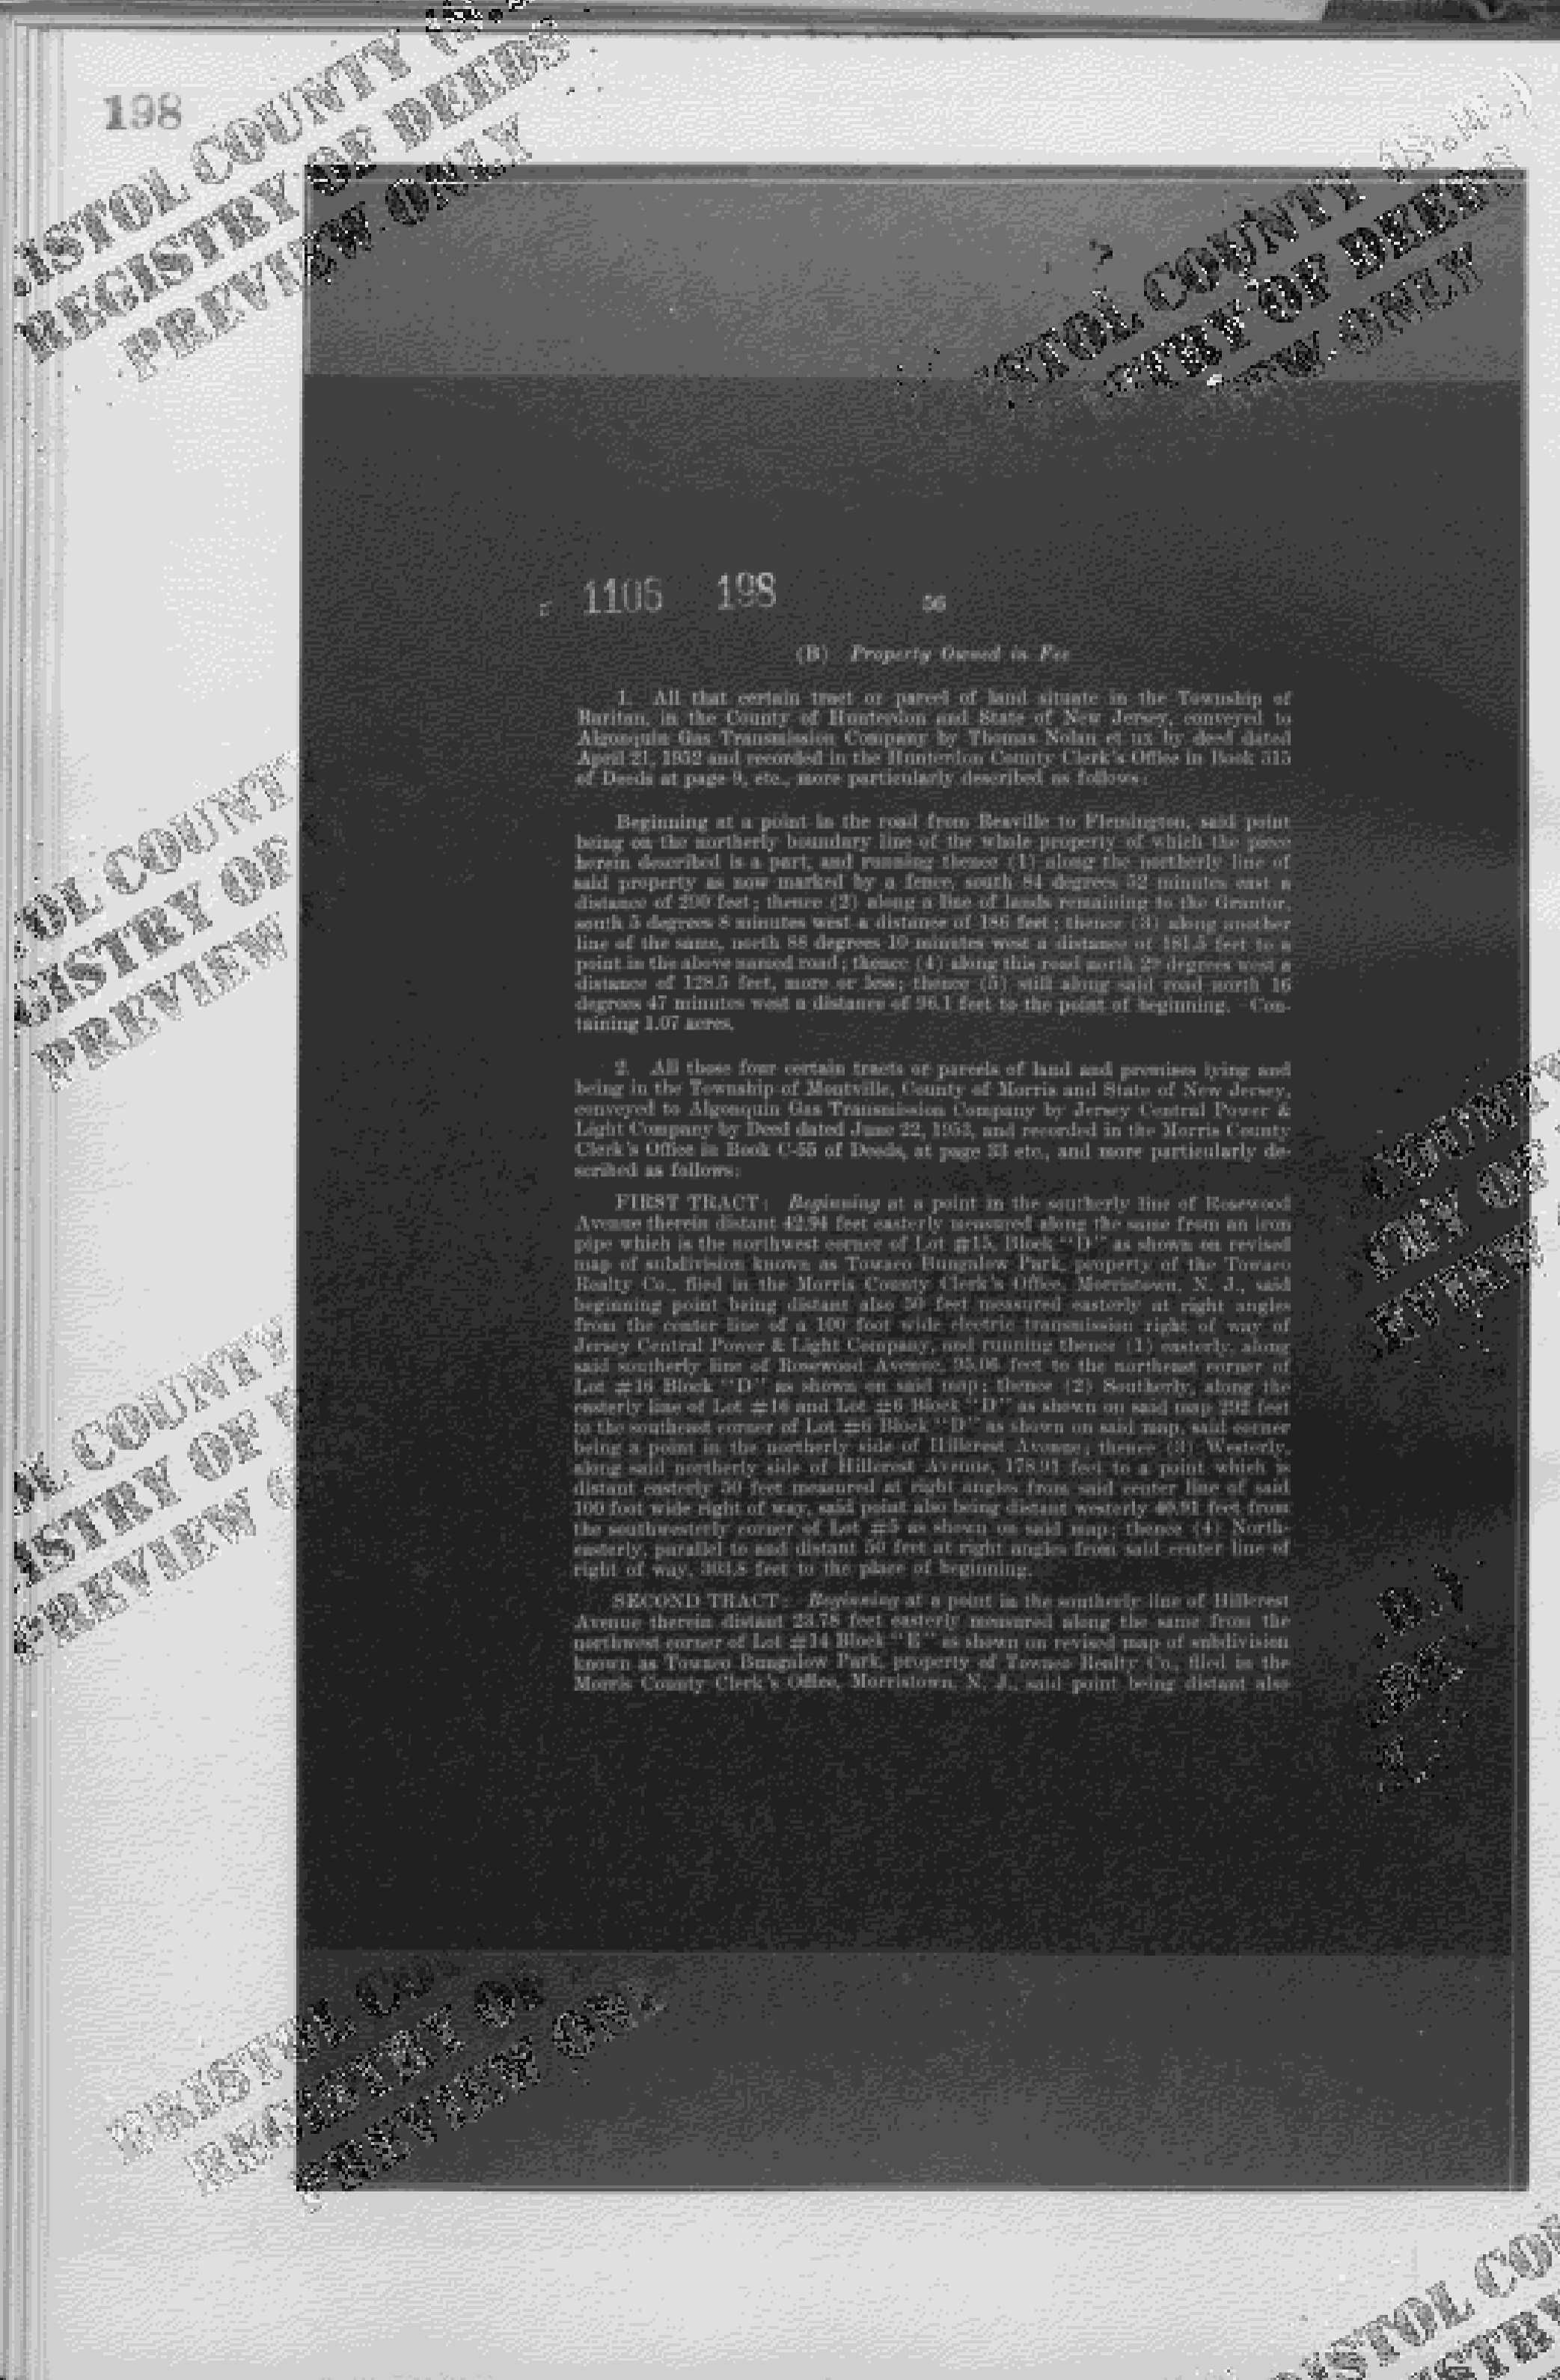 198
1105 198 56
(B) Property Owned in Fee
1. All that certain tract or parcel of land situate in the Township of
Raritan, in the County of Hunterdon and State of New Jersey, conveyed to
Algonquin Gas Transmission Company by Thomas Nolan et ux by deed dated
April 21, 1952 and recorded in the Hunterdon County Clerk's Office in Book 515
of Deeds at page 9, etc., more particularly described as follows:
Beginning at a point in the road from Reaville to Flemington, said point
being on the northerly boundary line of the whole property of which the piece
herein described is a part, and running thence (1) along the northerly line of
said property as now marked by a fence, south 84 degrees 52 minutes east a
distance of 290 feet; thence (2) along a line of lands remaining to the Grantor,
south 5 degrees 8 minutes west a distance of 186 feet; thence (3) along another
line of the same, north 88 degrees 10 minutes west a distance of 181.5 feet to a
point in the above named road; thence (4) along this road north degrees west a
distance of 128.5 feet, more or less; thence (5) still along said road north 16
degrees 47 minutes west a distance of 96.1 feet to the point of beginning. Con-
taining 1.07 acres.
2. All those four certain tracts or parcels of land and premises lying and
being in the Township of Montville, County of Morris and State of New Jersey,
conveyed to Algonquin Gas Transmission Company by Jersey Central Power &
Light Company by Deed dated June 22, 1953, and recorded in the Morris County
Clerk's Office in Book C-55 of Deeds, at page 33 etc., and more particularly de-
scribed as follows:
FIRST TRACT: Beginning at a point in the southerly line of Rosewood
Avenue therein distant 42.94 feet easterly measured along the same from an iron
pipe which is the northwest corner of Lot #15, Block "D" as shown on revised
map of subdivision known as Towaco Bungalow Park, property of the Towaco
Realty Co., filed in the Morris County Clerk's Office, Morristown, N. J., said
beginning point being distant also 50 feet measured easterly at right angles
from the center line of a 100 foot wide electric transmission right of way of
Jersey Central Power & Light Company, and running thence (1) easterly, along
said southerly line of Rosewood Avenue, 95.06 feet to the northeast corner of
Lot #16 Block "D" as shown on said map; thence (2) Southerly, along the
easterly line of Lot #16 and Lot #6 Block "D" as shown on said map 292 feet
to the southeast corner of Lot #6 Block "D" as shown on said map, said corner
being a point in the northerly side of Hillcrest Avenue; thence (3) Westerly,
along said northerly side of Hillcrest Avenue, 178.91 feet to a point which is
distant easterly 50 feet measured at right angles from said center line of said
100 foot wide right of way, said point also being distant westerly 40.91 feet from
the southwesterly corner of Lot #5 as shown on said map; thence (4) North-
easterly, parallel to and distant 50 feet at right angles from said center line of
right of way, 303.8 feet to the place of beginning.
SECOND TRACT: Beginning at a point in the southerly line of Hillcrest
Avenue therein distant 23.78 feet easterly measured along the same from the
northwest corner of Lot #14 Block "E" as shown on revised map of subdivision
known as Towaco Bungalow Park, property of Towaco Realty Co., filed in the
Morris County Clerk's Office, Morristown, N. J., said point being distant also